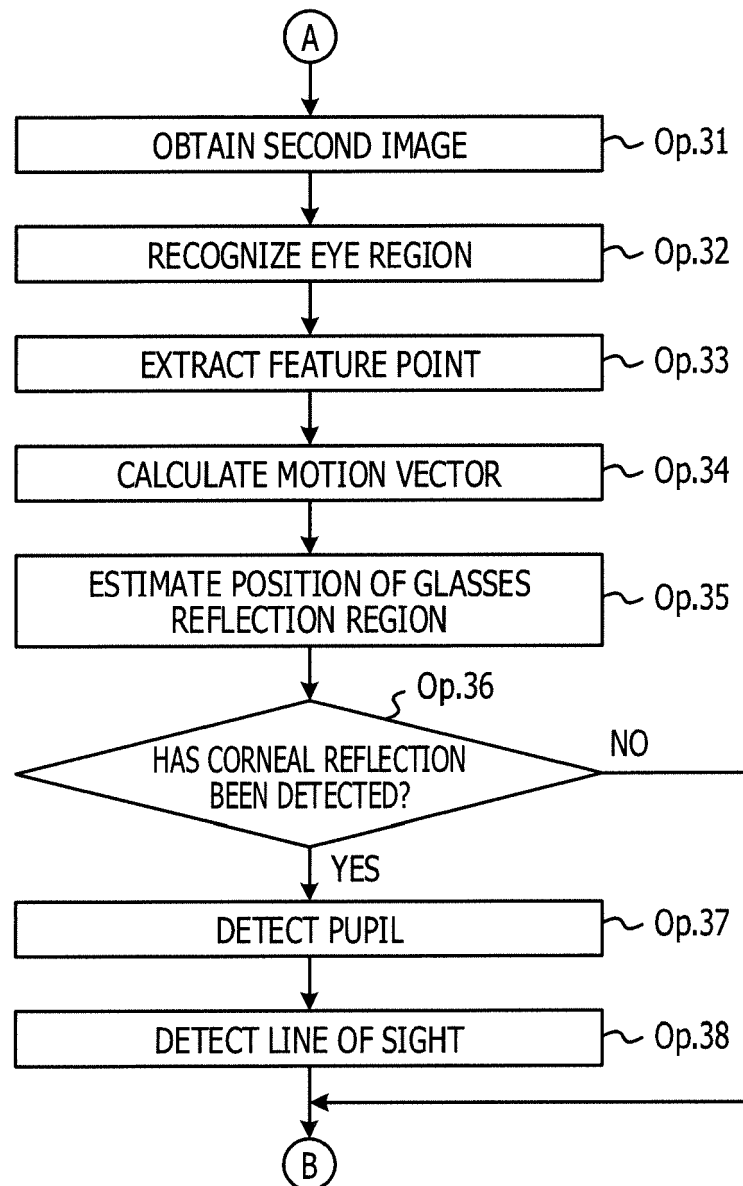 A
OBTAIN SECOND IMAGE
Op.31
RECOGNIZE EYE REGION
Op.32
EXTRACT FEATURE POINT
Op.33
CALCULATE MOTION VECTOR
Op.34
ESTIMATE POSITION OF GLASSES
REFLECTION REGION
Op.35
Op.36
HAS CORNEAL REFLECTION
BEEN DETECTED?
NO
YES
DETECT PUPIL
Op.37
DETECT LINE OF SIGHT
Op.38
B